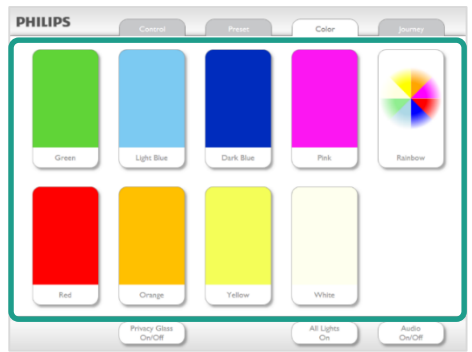 PHILIPS
Control Preset Color Journey
Green Light Blue Dark Blue Pink Rainbow
Red Orange Yellow White
Privacy Glass All Lights Audio
On/Off On On/Off